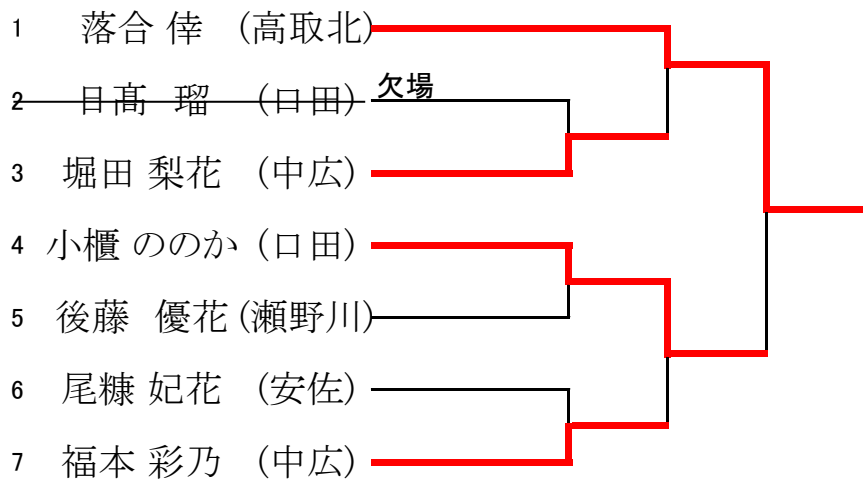 1 落合 倖 (高取北)
2 日髙 瑠 (口田) 欠場
3 堀田 梨花 (中広)
4 小櫃 ののか (口田)
5 後藤 優花 (瀬野川)
6 尾糠 妃花 (安佐)
7 福本 彩乃 (中広)